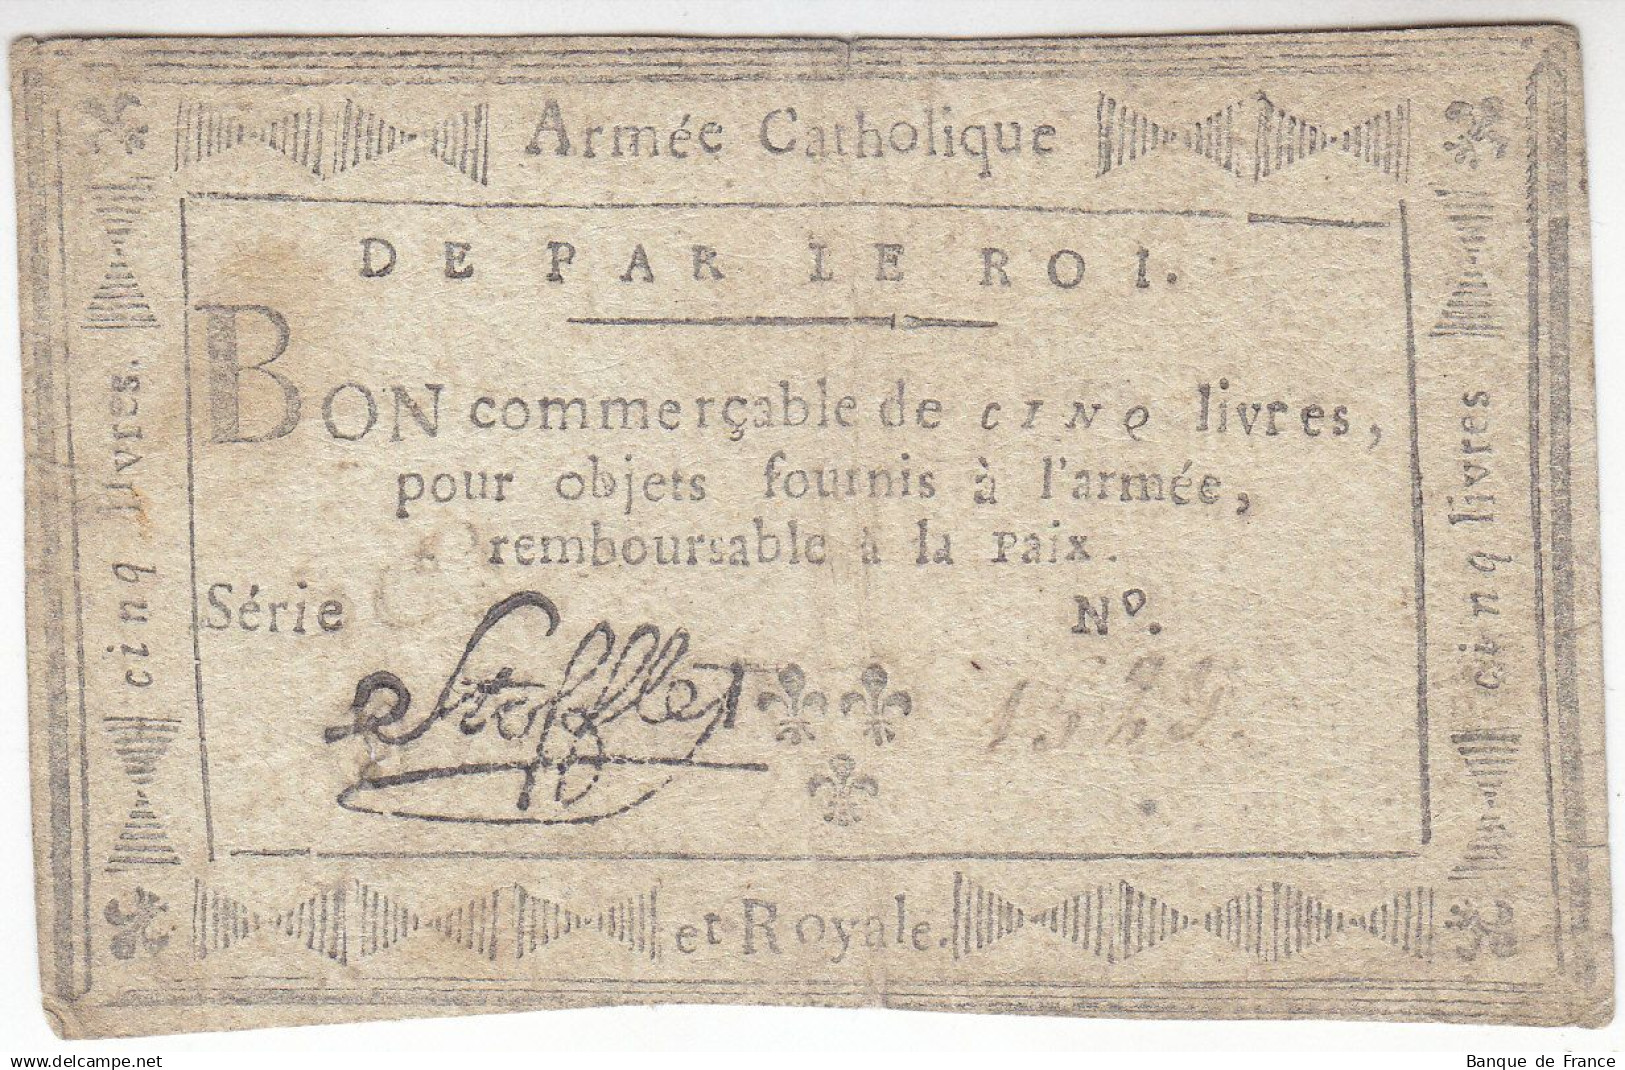 Armée Catholique
DE PAR LE ROI.
BON commerçable de CINQ livres,
pour objets fournis à l'armée,
remboursable à la Paix.
Série
N°.
Stofflet
et Royale.
cinq livres.
cinq livres
delcampe.net
Banque de France